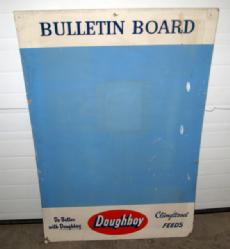 BULLETIN BOARD
Do Better
with Doughboy
Doughboy
Climatized
FEEDS